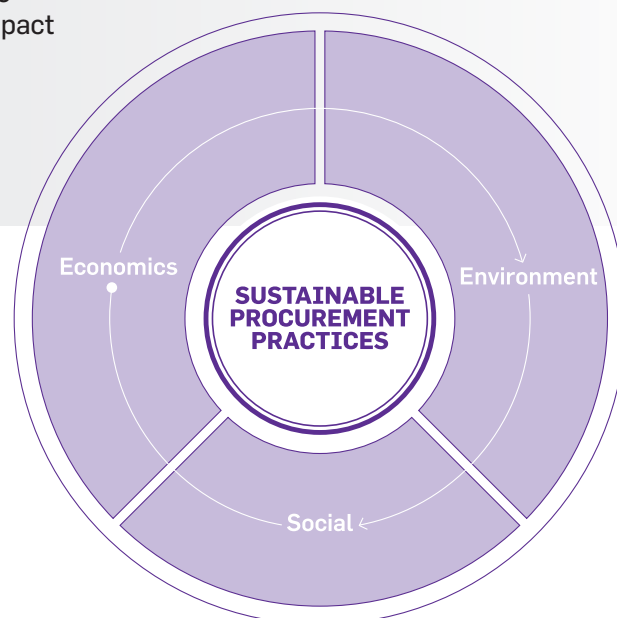 pact
Economics
Environment
SUSTAINABLE
PROCUREMENT
PRACTICES
Social